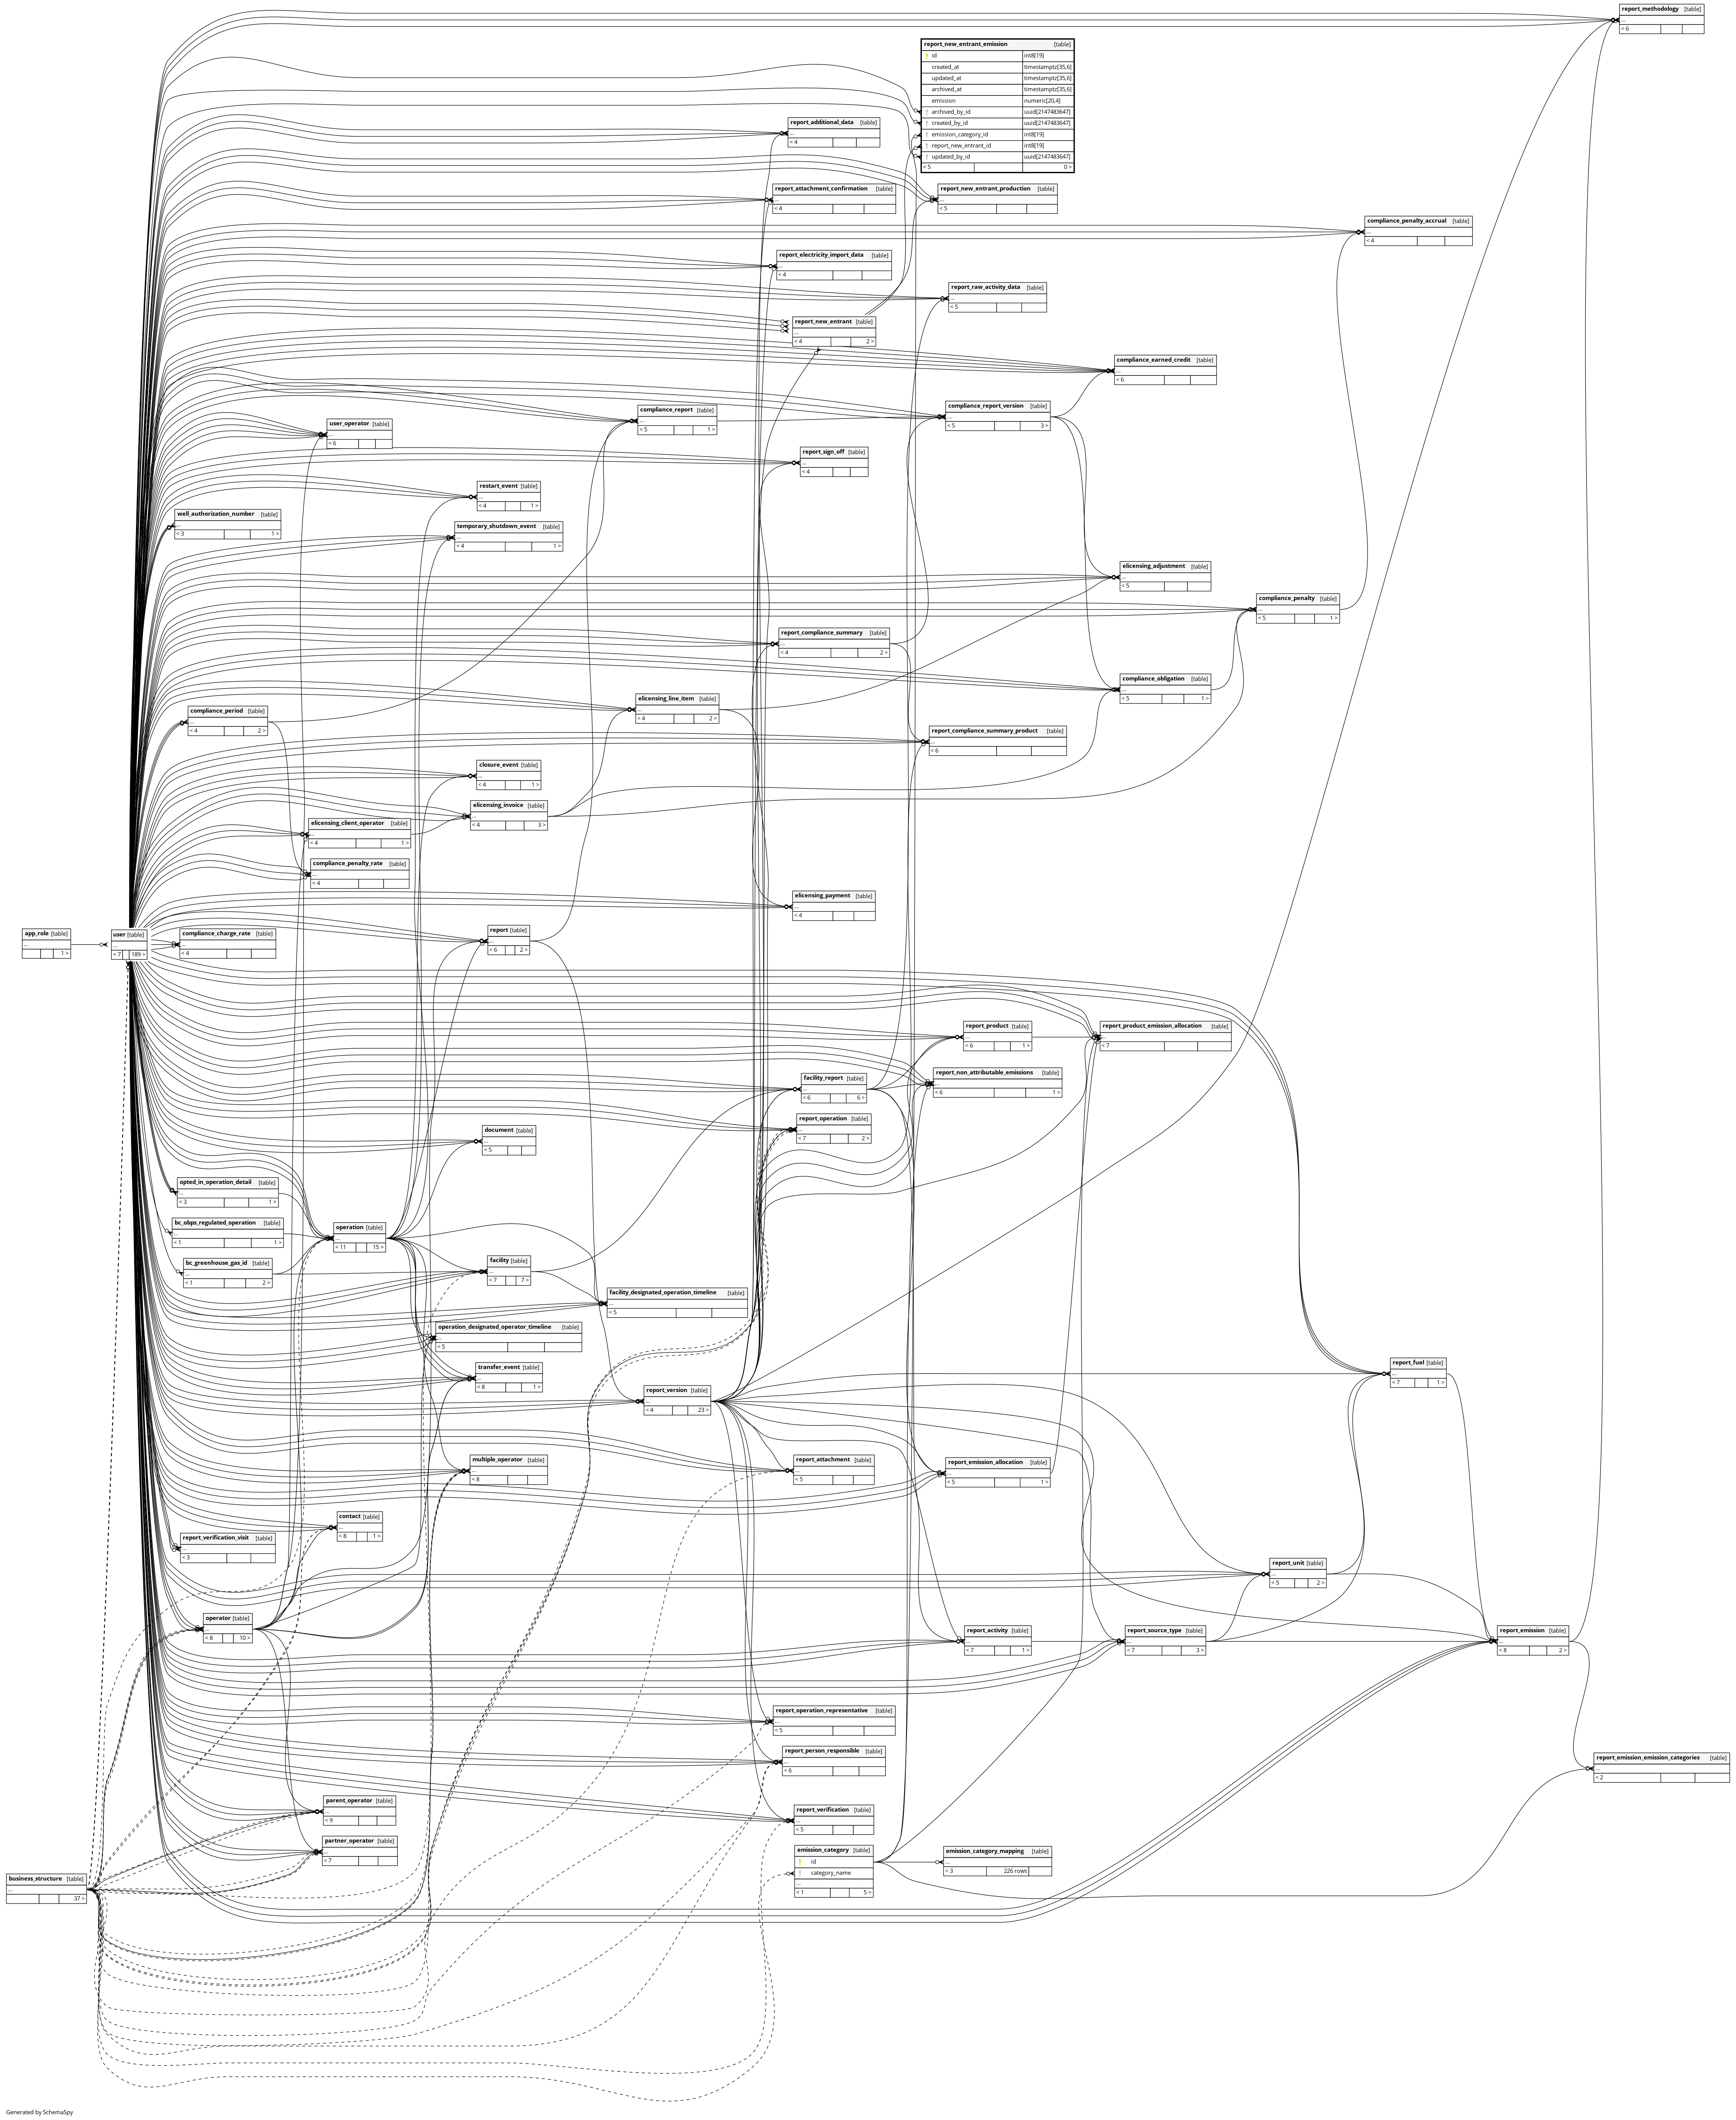 report_methodology [table]
...
< 6
report_new_entrant_emission [table]
id int8[19]
created_at timestamptz[35,6]
updated_at timestamptz[35,6]
archived_at timestamptz[35,6]
emission numeric[20,4]
archived_by_id uuid[2147483647]
created_by_id uuid[2147483647]
emission_category_id int8[19]
report_new_entrant_id int8[19]
updated_by_id uuid[2147483647]
< 5 0 >
report_additional_data [table]
...
< 4
report_attachment_confirmation [table]
...
< 4
report_new_entrant_production [table]
...
< 5
compliance_penalty_accrual [table]
...
< 4
report_electricity_import_data [table]
...
< 4
report_raw_activity_data [table]
...
< 5
report_new_entrant [table]
...
< 4 2 >
compliance_earned_credit [table]
...
< 6
compliance_report [table]
...
< 5 1 >
compliance_report_version [table]
...
< 5 3 >
user_operator [table]
...
< 6
report_sign_off [table]
...
< 4
restart_event [table]
...
< 4 1 >
well_authorization_number [table]
...
< 3 1 >
temporary_shutdown_event [table]
...
< 4 1 >
elicensing_adjustment [table]
...
< 5
compliance_penalty [table]
...
< 5 1 >
report_compliance_summary [table]
...
< 4 2 >
compliance_obligation [table]
...
< 5 1 >
elicensing_line_item [table]
...
< 4 2 >
compliance_period [table]
...
< 4 2 >
report_compliance_summary_product [table]
...
< 6
closure_event [table]
...
< 4 1 >
elicensing_invoice [table]
...
< 4 3 >
elicensing_client_operator [table]
...
< 4 1 >
compliance_penalty_rate [table]
...
< 4
elicensing_payment [table]
...
< 4
app_role [table]
...
1 >
user [table]
...
< 7 189 >
compliance_charge_rate [table]
...
< 4
report [table]
...
< 6 2 >
report_product [table]
...
< 6 1 >
report_product_emission_allocation [table]
...
< 7
report_non_attributable_emissions [table]
...
< 6 1 >
facility_report [table]
...
< 6 6 >
report_operation [table]
...
< 7 2 >
document [table]
...
< 5
opted_in_operation_detail [table]
...
< 3 1 >
bc_obps_regulated_operation [table]
...
< 1 1 >
operation [table]
...
< 11 15 >
bc_greenhouse_gas_id [table]
...
< 1 2 >
facility [table]
...
< 7 7 >
facility_designated_operation_timeline [table]
...
< 5
operation_designated_operator_timeline [table]
...
< 5
transfer_event [table]
...
< 8 1 >
report_version [table]
...
< 4 23 >
report_fuel [table]
...
< 7 1 >
multiple_operator [table]
...
< 8
report_attachment [table]
...
< 5
report_emission_allocation [table]
...
< 5 1 >
contact [table]
...
< 8 1 >
report_verification_visit [table]
...
< 3
report_unit [table]
...
< 5 2 >
operator [table]
...
< 8 10 >
report_activity [table]
...
< 7 1 >
report_source_type [table]
...
< 7 3 >
report_emission [table]
...
< 8 2 >
report_operation_representative [table]
...
< 5
report_person_responsible [table]
...
< 6
report_emission_emission_categories [table]
...
< 2
parent_operator [table]
...
< 9
report_verification [table]
...
< 5
partner_operator [table]
...
< 7
emission_category [table]
id
category_name
...
< 1 5 >
emission_category_mapping [table]
...
< 3 226 rows
business_structure [table]
...
37 >
Generated by SchemaSpy